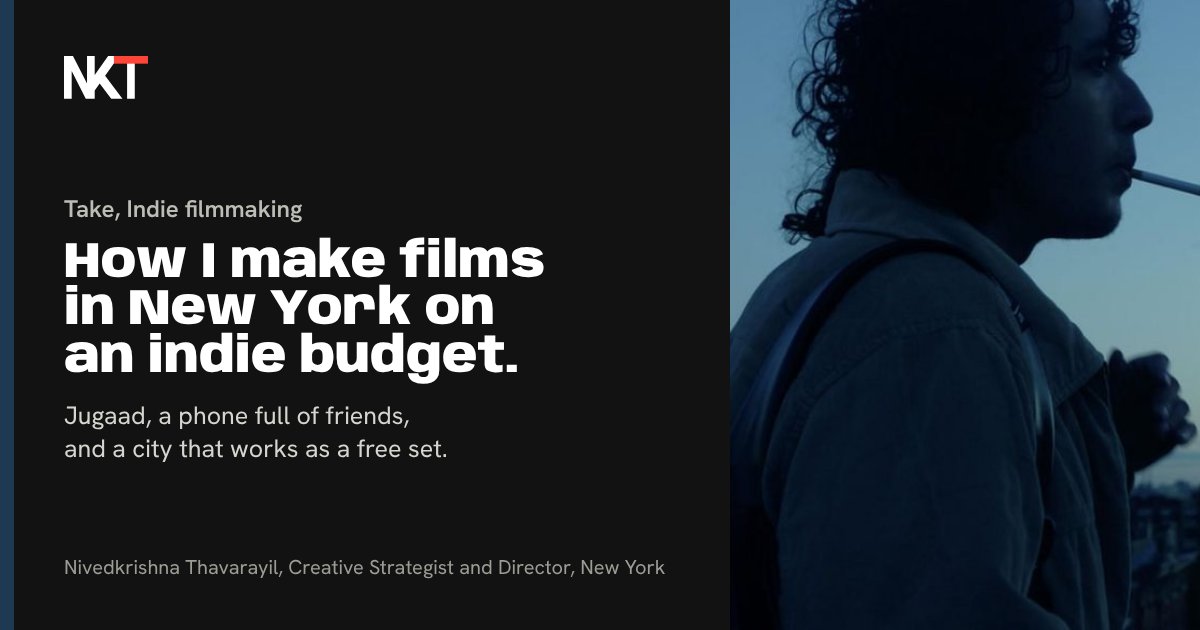 NKT
Take, Indie filmmaking
How I make films
in New York on
an indie budget.
Jugaad, a phone full of friends,
and a city that works as a free set.
Nivedkrishna Thavarayil, Creative Strategist and Director, New York